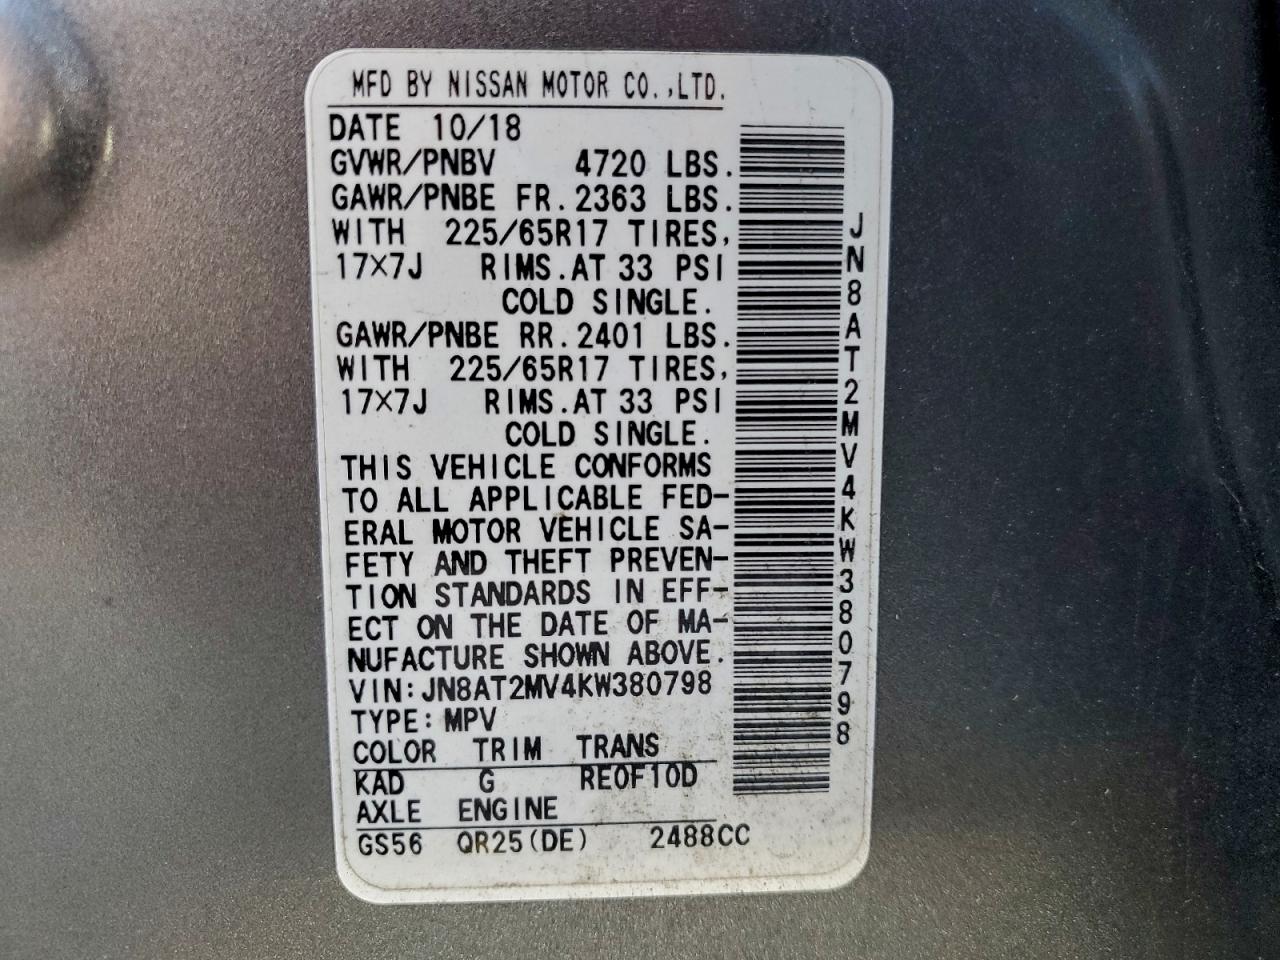 MFD BY NISSAN MOTOR CO.,LTD.
DATE 10/18
GVWR/PNBV 4720 LBS.
GAWR/PNBE FR. 2363 LBS.
WITH 225/65R17 TIRES,
17×7J RIMS. AT 33 PSI
COLD SINGLE.
GAWR/PNBE RR. 2401 LBS.
WITH 225/65R17 TIRES,
17×7J RIMS. AT 33 PSI
COLD SINGLE.
THIS VEHICLE CONFORMS
TO ALL APPLICABLE FED-
ERAL MOTOR VEHICLE SA-
FETY AND THEFT PREVEN-
TION STANDARDS IN EFF-
ECT ON THE DATE OF MA-
NUFACTURE SHOWN ABOVE.
VIN: JN8AT2MV4KW380798
TYPE: MPV
COLOR TRIM TRANS
KAD G RE0F10D
AXLE ENGINE
GS56 QR25(DE) 2488CC
JN8AT2MV4KW380798